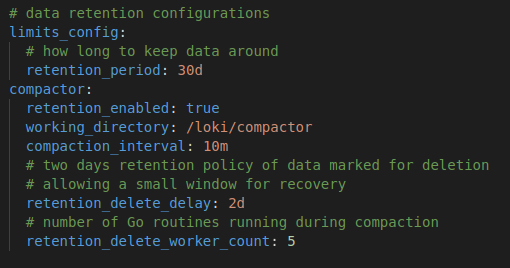 # data retention configurations
limits_config:
  # how long to keep data around
  retention_period: 30d
compactor:
  retention_enabled: true
  working_directory: /loki/compactor
  compaction_interval: 10m
  # two days retention policy of data marked for deletion
  # allowing a small window for recovery
  retention_delete_delay: 2d
  # number of Go routines running during compaction
  retention_delete_worker_count: 5